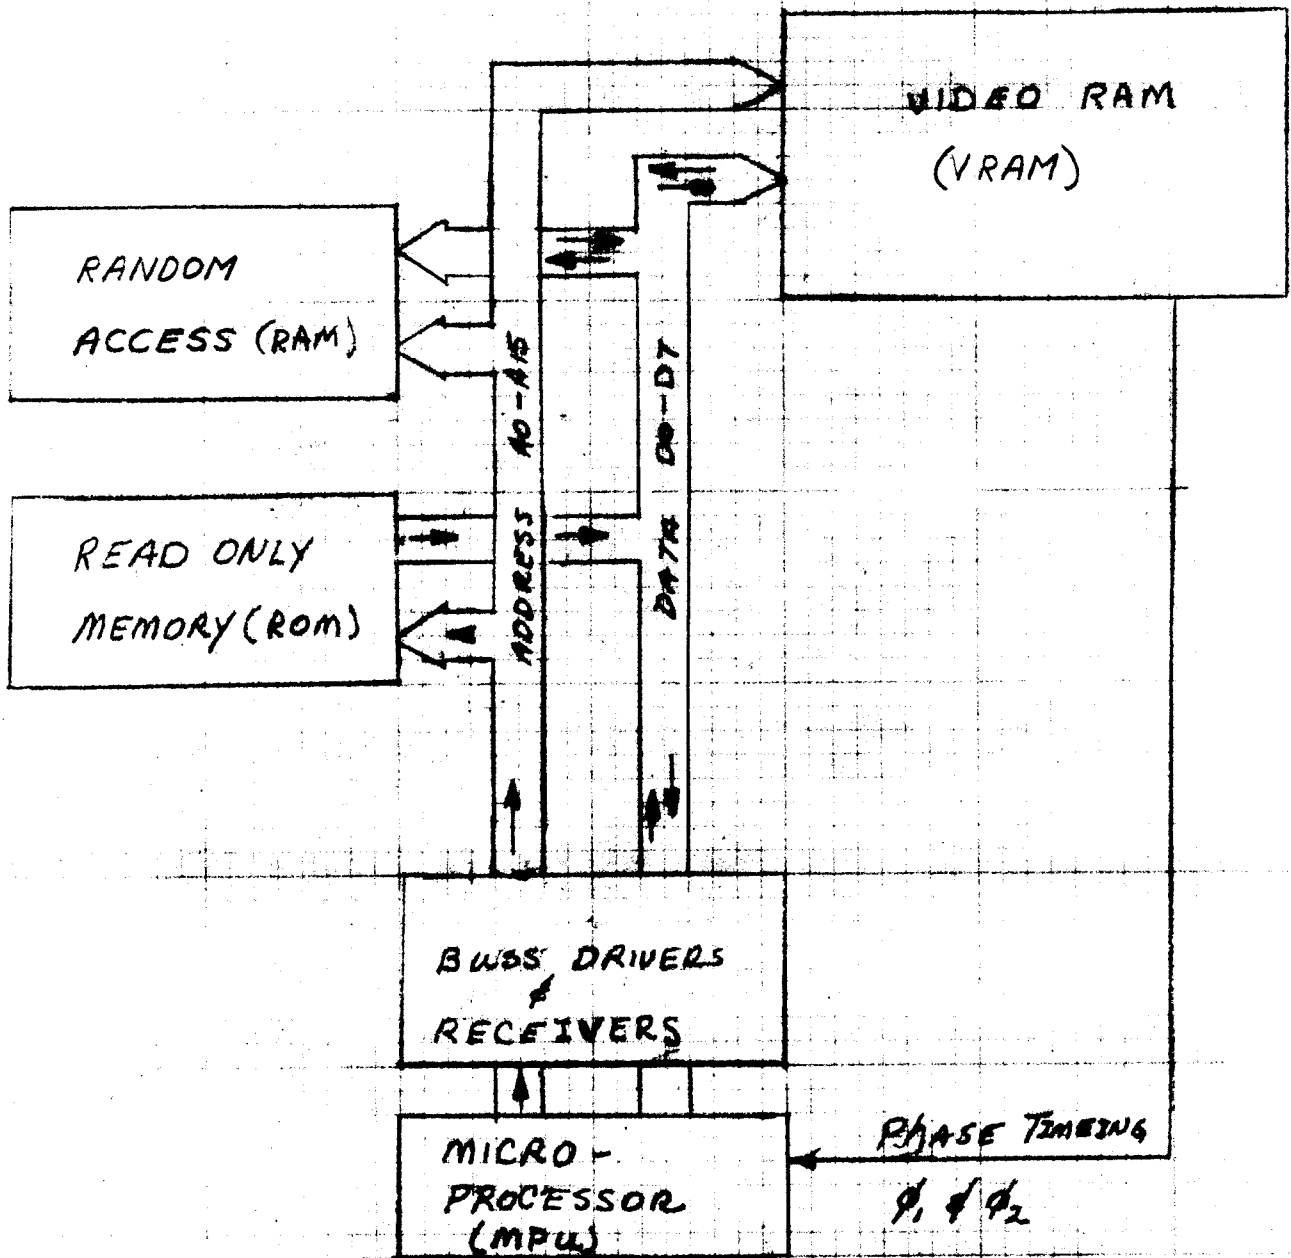 VIDEO RAM
(VRAM)
RANDOM
ACCESS (RAM)
ADDRESS A0-A15
DATA D0-D7
READ ONLY
MEMORY (ROM)
BUSS DRIVERS
&
RECEIVERS
MICRO-
PROCESSOR
(MPU)
PHASE TIMEING
φ1 & φ2